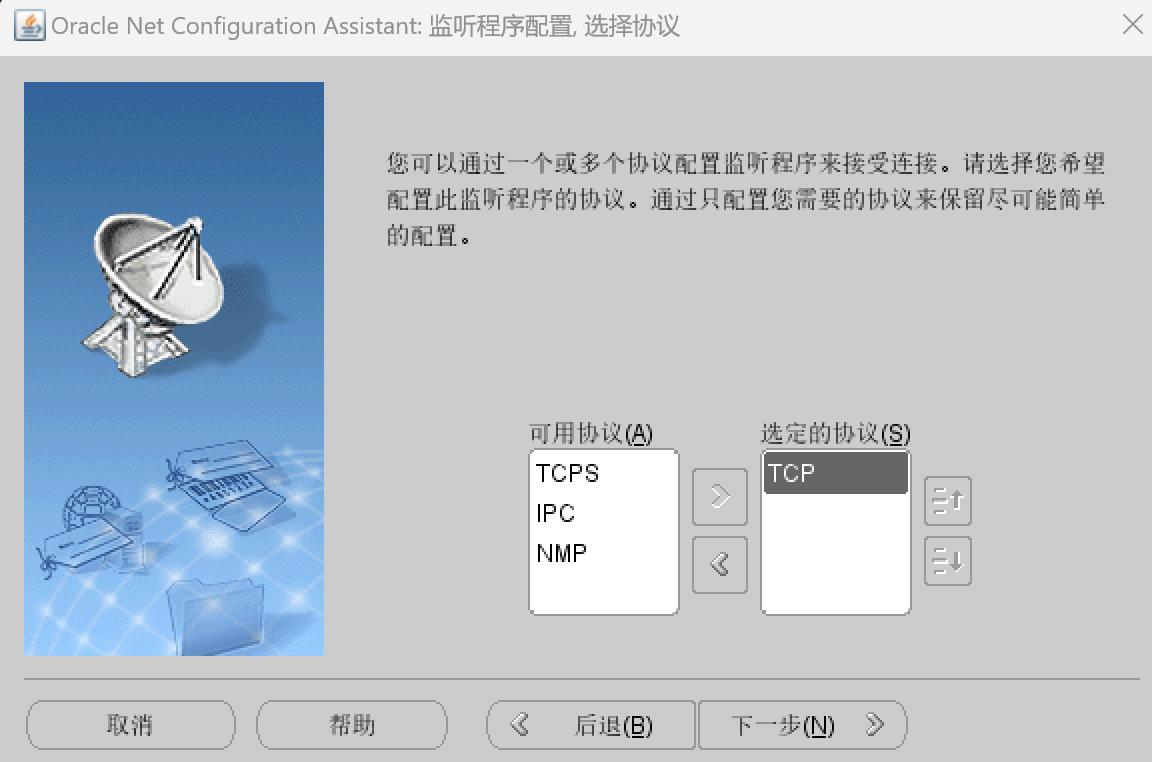 Oracle Net Configuration Assistant: 监听程序配置, 选择协议
您可以通过一个或多个协议配置监听程序来接受连接。请选择您希望
配置此监听程序的协议。通过只配置您需要的协议来保留尽可能简单
的配置。
可用协议(A)
TCPS
IPC
NMP
选定的协议(S)
TCP
取消
帮助
后退(B)
下一步(N)